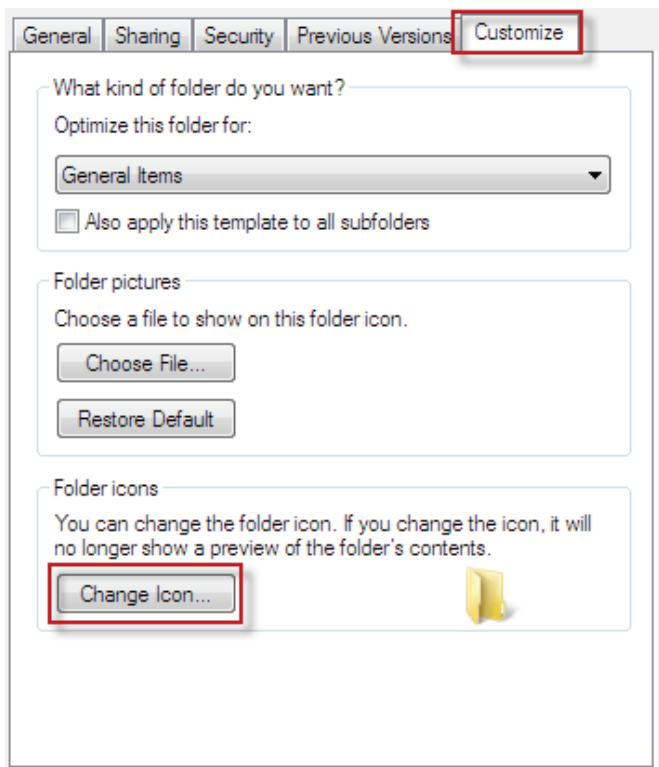 General Sharing Security Previous Versions Customize
What kind of folder do you want?
Optimize this folder for:
General Items
Also apply this template to all subfolders
Folder pictures
Choose a file to show on this folder icon.
Choose File...
Restore Default
Folder icons
You can change the folder icon. If you change the icon, it will
no longer show a preview of the folder's contents.
Change Icon...